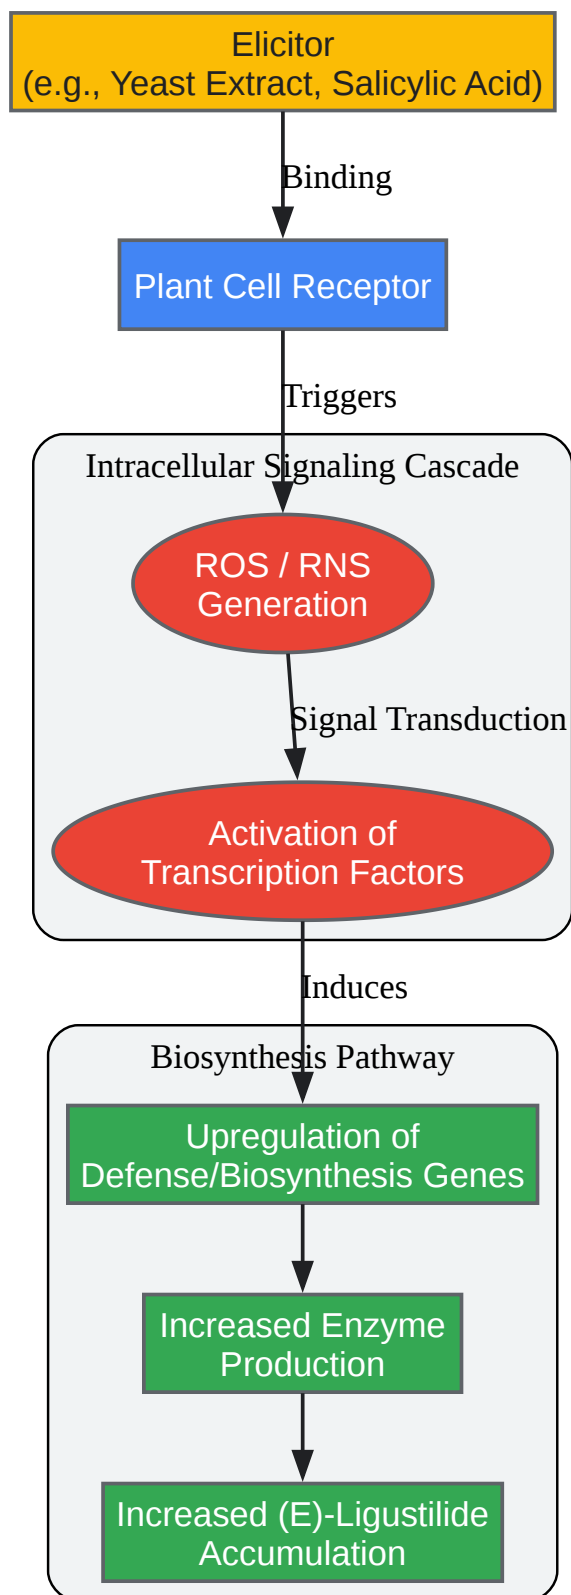 Elicitor
(e.g., Yeast Extract, Salicylic Acid)
Binding
Plant Cell Receptor
Triggers
Intracellular Signaling Cascade
ROS / RNS
Generation
Signal Transduction
Activation of
Transcription Factors
Induces
Biosynthesis Pathway
Upregulation of
Defense/Biosynthesis Genes
Increased Enzyme
Production
Increased (E)-Ligustilide
Accumulation